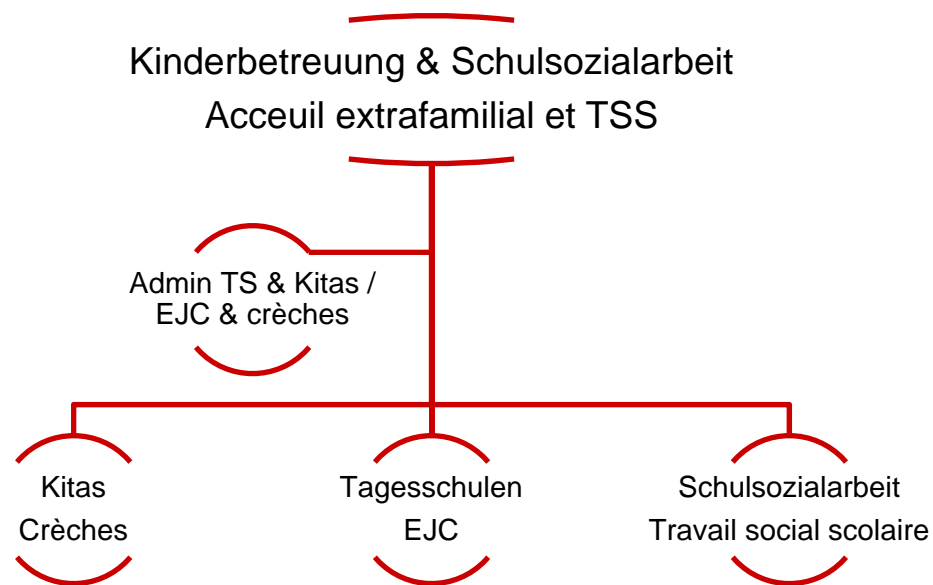 Kinderbetreuung & Schulsozialarbeit
Acceuil extrafamilial et TSS
Admin TS & Kitas /
EJC & crèches
Kitas
Crèches
Tagesschulen
EJC
Schulsozialarbeit
Travail social scolaire